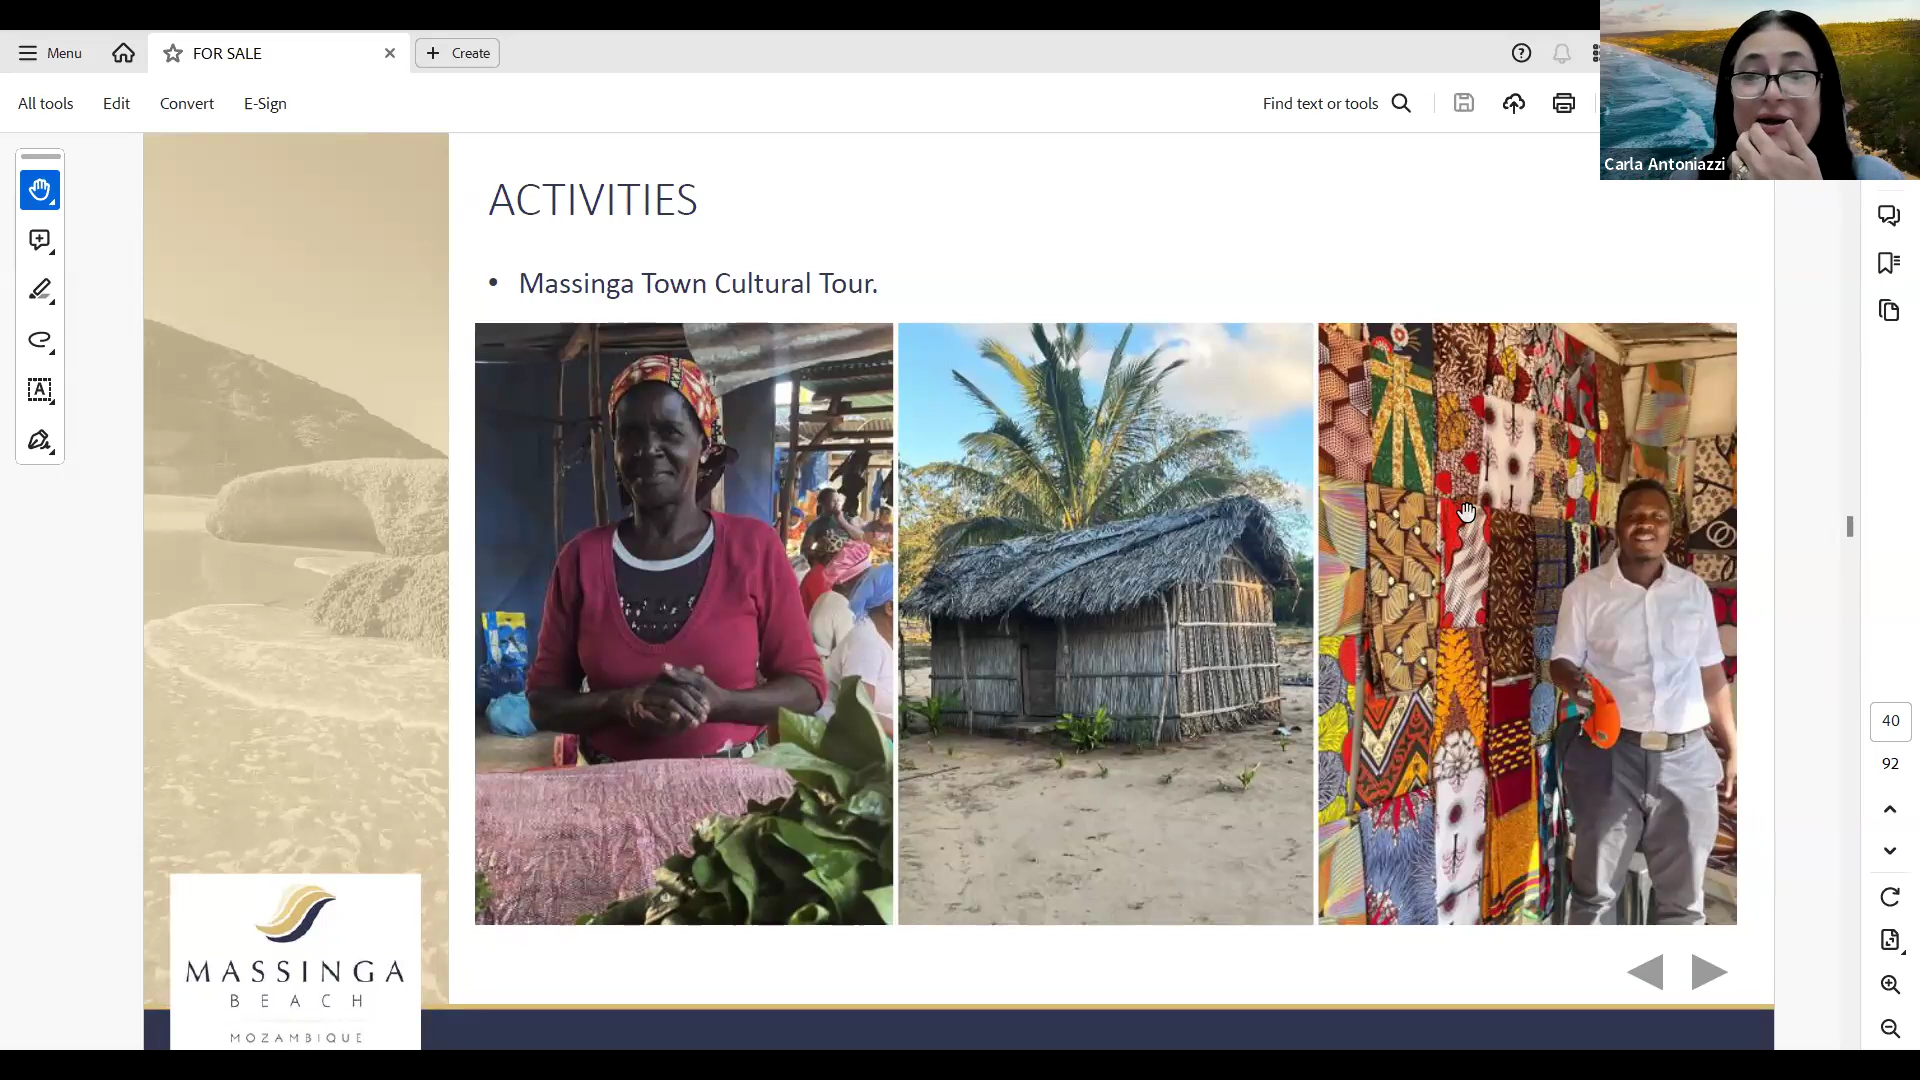 Menu
FOR SALE
Create
All tools
Edit
Convert
E-Sign
Find text or tools
Carla Antoniazzi
ACTIVITIES
• Massinga Town Cultural Tour.
40
92
MASSINGA
BEACH
MOZAMBIQUE